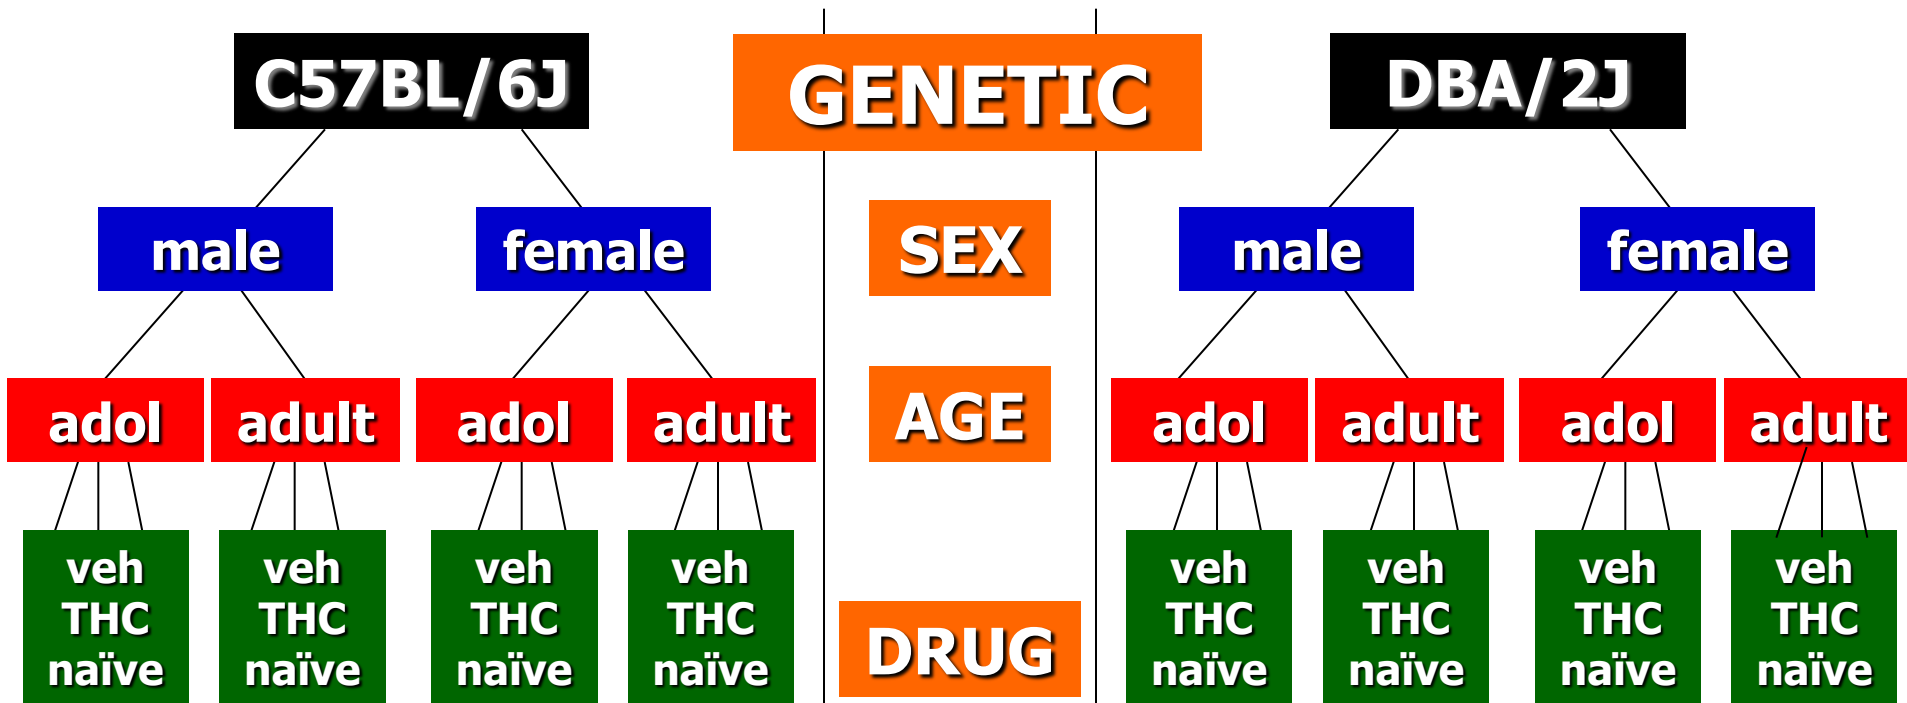 C57BL/6J
GENETIC
DBA/2J
male
female
SEX
male
female
adol
adult
adol
adult
AGE
adol
adult
adol
adult
veh
THC
naïve
veh
THC
naïve
veh
THC
naïve
veh
THC
naïve
DRUG
veh
THC
naïve
veh
THC
naïve
veh
THC
naïve
veh
THC
naïve